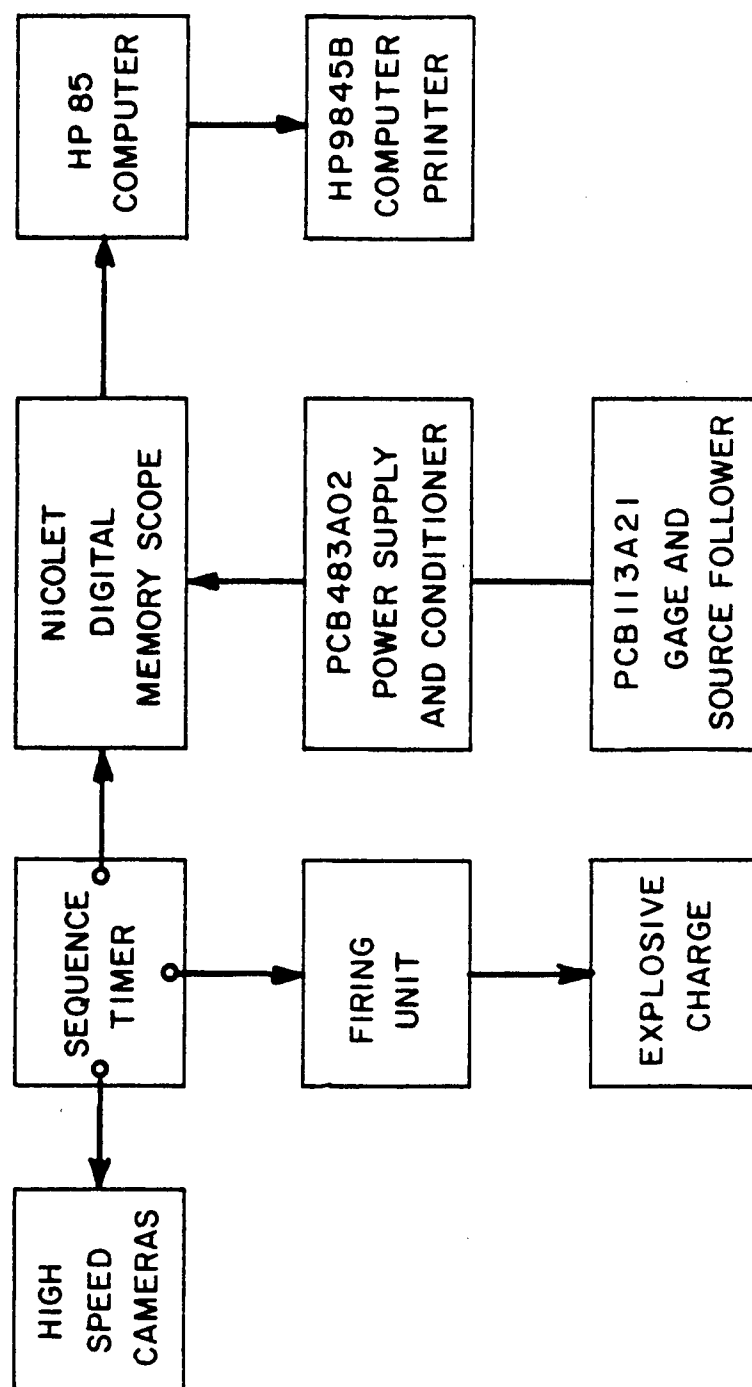 HIGH
SPEED
CAMERAS
SEQUENCE
TIMER
NICOLET
DIGITAL
MEMORY SCOPE
HP 85
COMPUTER
FIRING
UNIT
PCB483A02
POWER SUPPLY
AND CONDITIONER
HP9845B
COMPUTER
PRINTER
EXPLOSIVE
CHARGE
PCB113A21
GAGE AND
SOURCE FOLLOWER